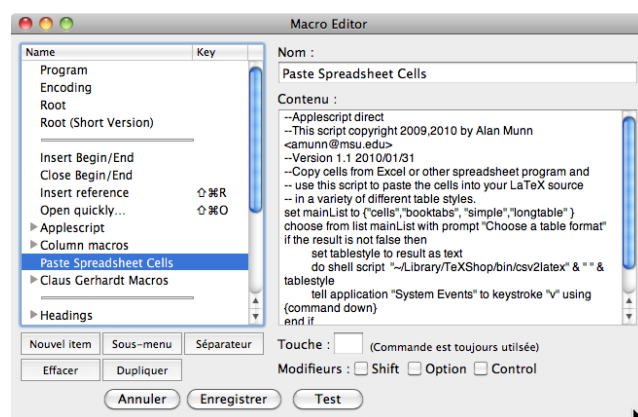 Macro Editor
Name Key
Program
Encoding
Root
Root (Short Version)
Insert Begin/End
Close Begin/End
Insert reference ⇧⌘R
Open quickly... ⇧⌘O
Applescript
Column macros
Paste Spreadsheet Cells
Claus Gerhardt Macros
Headings
Nouvel item Sous-menu Séparateur
Effacer Dupliquer
Nom :
Paste Spreadsheet Cells
Contenu :
--Applescript direct
--This script copyright 2009,2010 by Alan Munn
<amunn@msu.edu>
--Version 1.1 2010/01/31
--Copy cells from Excel or other spreadsheet program and
-- use this script to paste the cells into your LaTeX source
-- in a variety of different table styles.
set mainList to {"cells","booktabs", "simple","longtable" }
choose from list mainList with prompt "Choose a table format"
if the result is not false then
set tablestyle to result as text
do shell script "~/Library/TeXShop/bin/csv2latex" & " " &
tablestyle
tell application "System Events" to keystroke "v" using
{command down}
end if
Touche : (Commande est toujours utilsée)
Modifieurs : Shift Option Control
Annuler Enregistrer Test